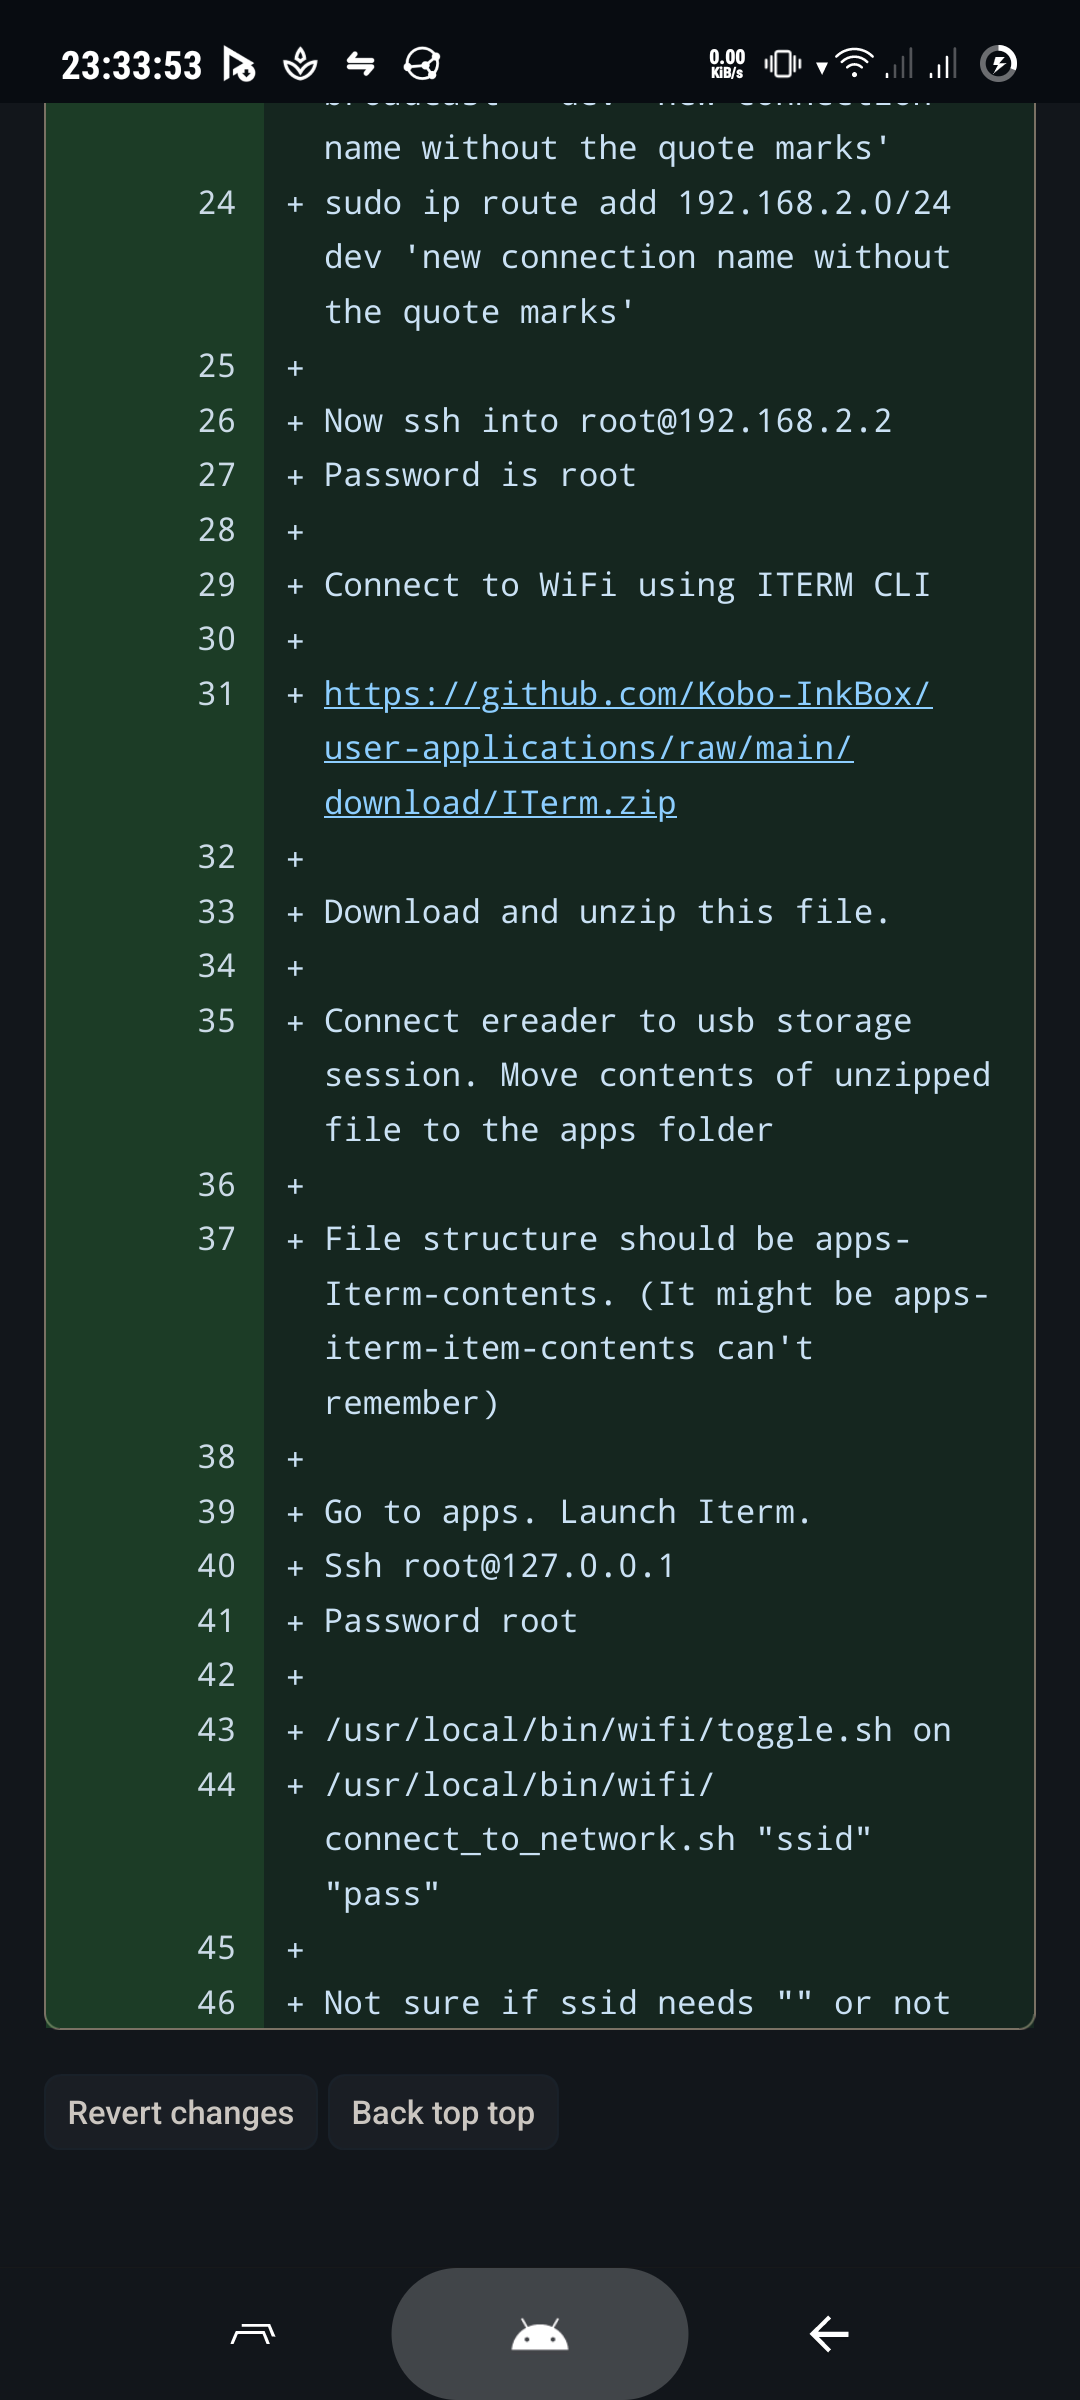 23:33:53
0.00
KiB/s
name without the quote marks'
24 + sudo ip route add 192.168.2.0/24
dev 'new connection name without
the quote marks'
25 +
26 + Now ssh into root@192.168.2.2
27 + Password is root
28 +
29 + Connect to WiFi using ITERM CLI
30 +
31 + https://github.com/Kobo-InkBox/
user-applications/raw/main/
download/ITerm.zip
32 +
33 + Download and unzip this file.
34 +
35 + Connect ereader to usb storage
session. Move contents of unzipped
file to the apps folder
36 +
37 + File structure should be apps-
Iterm-contents. (It might be apps-
iterm-item-contents can't
remember)
38 +
39 + Go to apps. Launch Iterm.
40 + Ssh root@127.0.0.1
41 + Password root
42 +
43 + /usr/local/bin/wifi/toggle.sh on
44 + /usr/local/bin/wifi/
connect_to_network.sh "ssid"
"pass"
45 +
46 + Not sure if ssid needs "" or not
Revert changes
Back top top